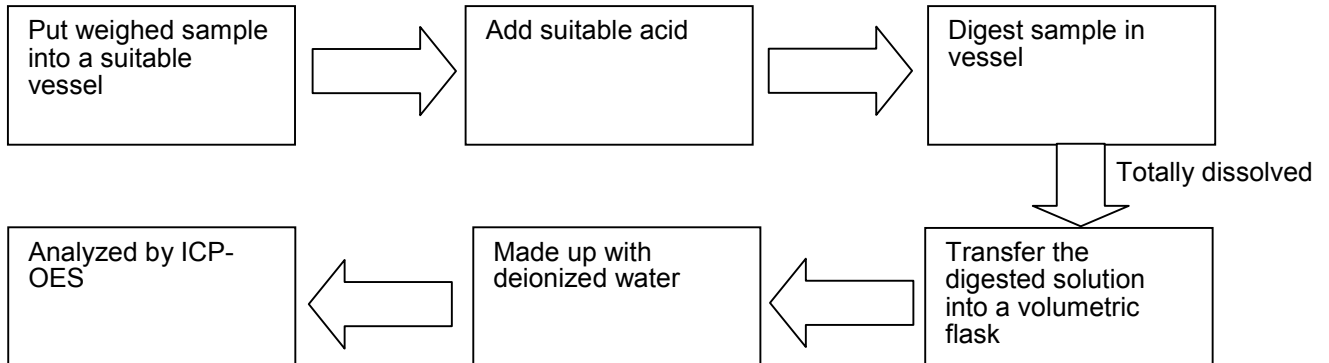 Put weighed sample
into a suitable
vessel
Add suitable acid
Digest sample in
vessel
Totally dissolved
Transfer the
digested solution
into a volumetric
flask
Made up with
deionized water
Analyzed by ICP-
OES